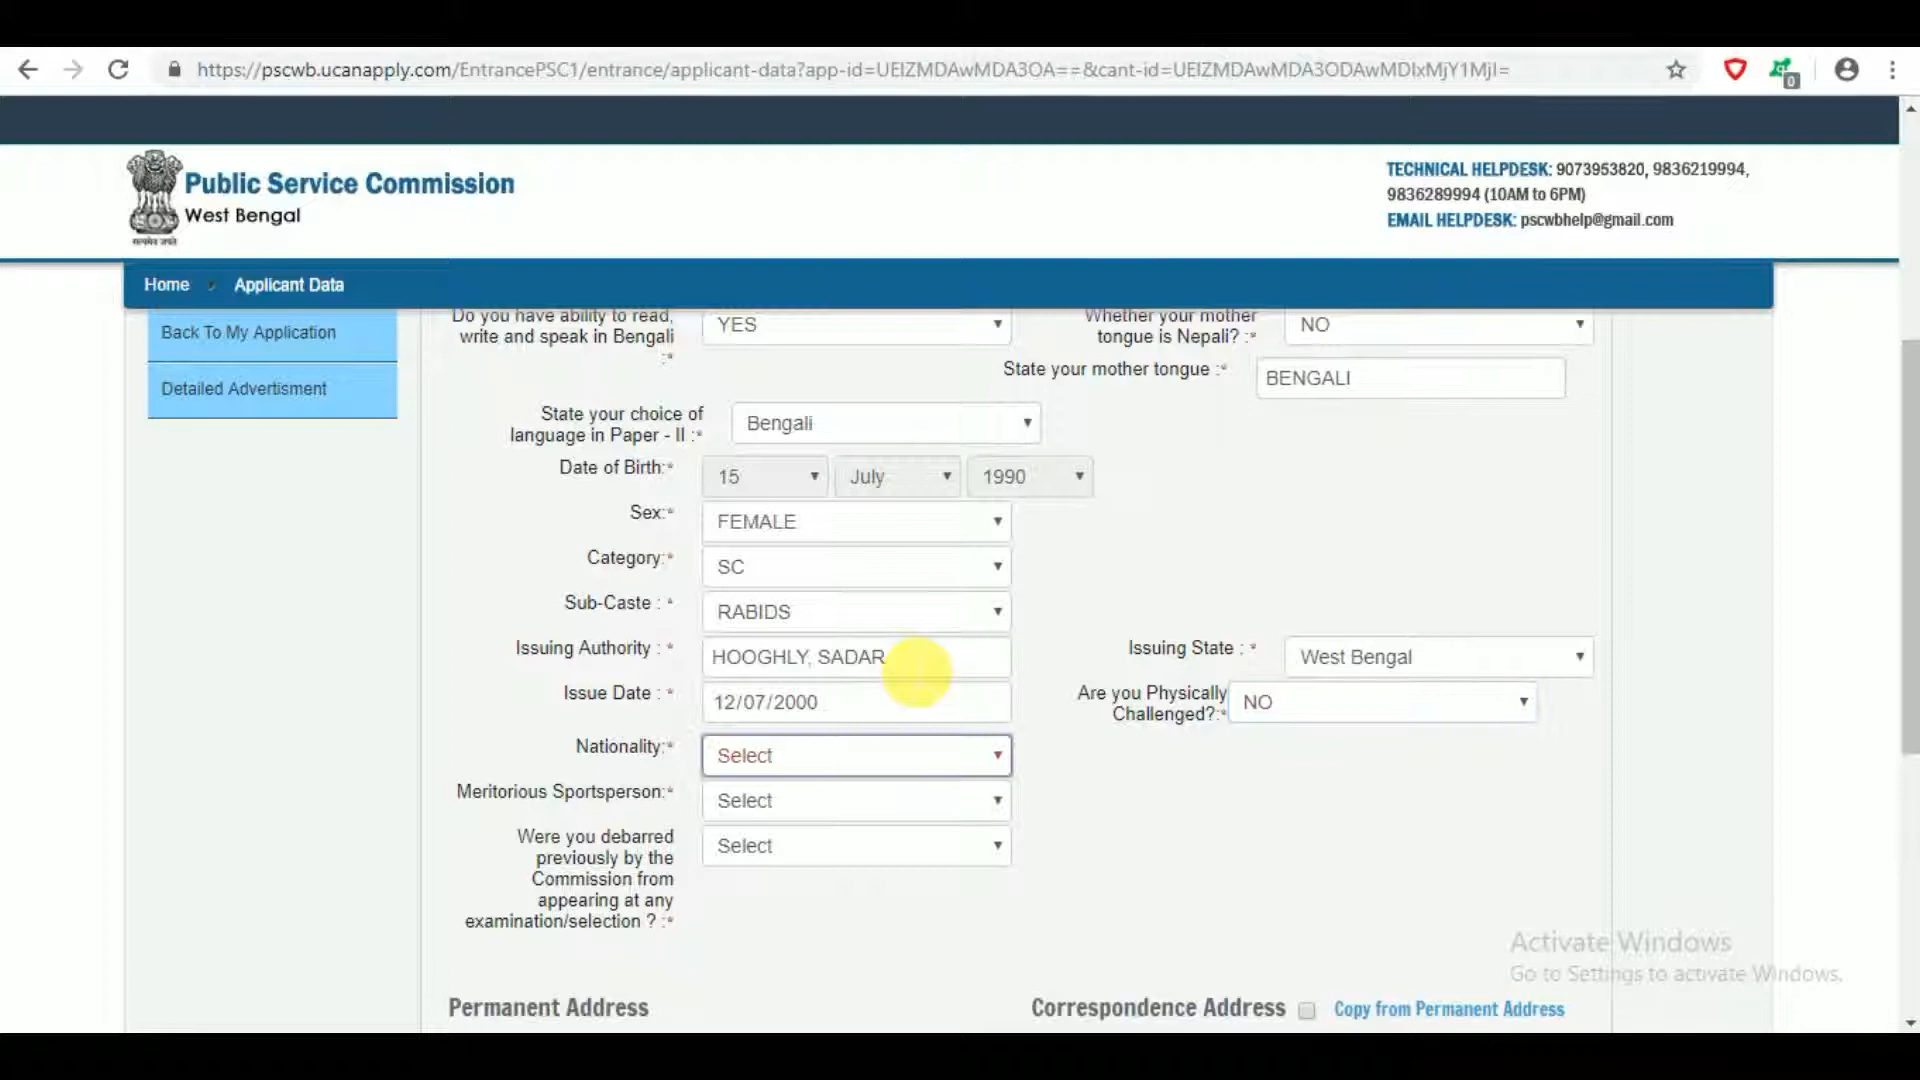 https://pscwb.ucanapply.com/EntrancePSC1/entrance/applicant-data?app-id=UElZMDAwMDA3OA==&cant-id=UElZMDAwMDA3ODAwMDIxMjY1MjI=
0
Public Service Commission
West Bengal
सत्यमेव जयते
TECHNICAL HELPDESK: 9073953820, 9836219994,
9836289994 (10AM to 6PM)
EMAIL HELPDESK: pscwbhelp@gmail.com
Home
Applicant Data
Back To My Application
Detailed Advertisment
Do you have ability to read,
write and speak in Bengali
:*
YES
Whether your mother
tongue is Nepali? :*
NO
State your mother tongue :*
BENGALI
State your choice of
language in Paper - II :*
Bengali
Date of Birth:*
15
July
1990
Sex:*
FEMALE
Category:*
SC
Sub-Caste : *
RABIDS
Issuing Authority : *
HOOGHLY, SADAR
Issuing State : *
West Bengal
Issue Date : *
12/07/2000
Are you Physically
Challenged?:*
NO
Nationality:*
Select
Meritorious Sportsperson:*
Select
Were you debarred
previously by the
Commission from
appearing at any
examination/selection ? :*
Select
Permanent Address
Correspondence Address
Copy from Permanent Address
Activate Windows
Go to Settings to activate Windows.